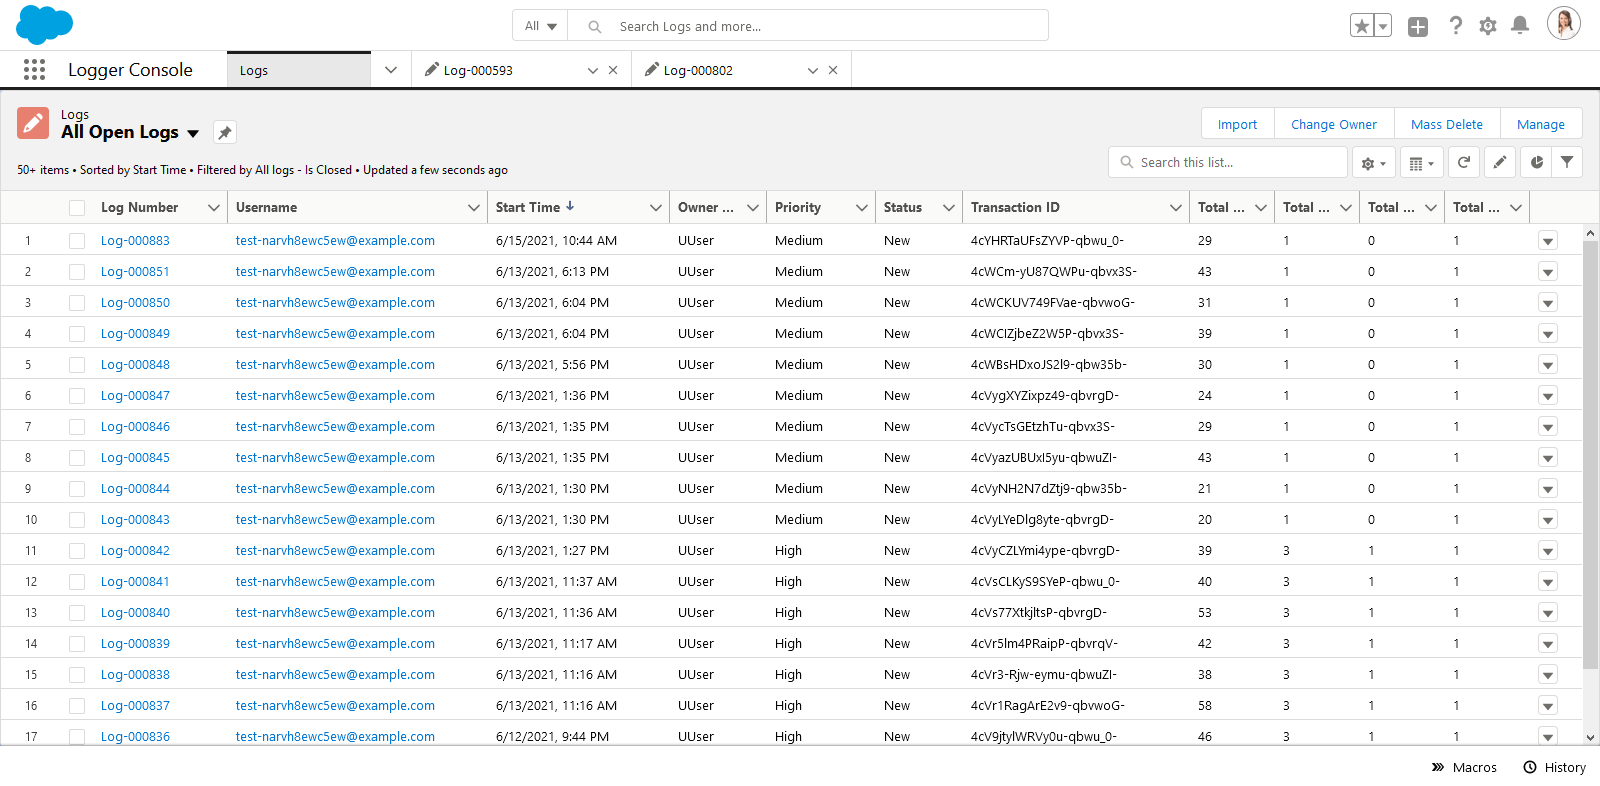 All Search Logs and more...
Logger Console Logs Log-000593 Log-000802
Logs
All Open Logs
Import Change Owner Mass Delete Manage
50+ items • Sorted by Start Time • Filtered by All logs - Is Closed • Updated a few seconds ago
Search this list...
Log Number Username Start Time Owner ... Priority Status Transaction ID Total ... Total ... Total ... Total ...
1 Log-000883 test-narvh8ewc5ew@example.com 6/15/2021, 10:44 AM UUser Medium New 4cYHRTaUFsZYVP-qbwu_0- 29 1 0 1
2 Log-000851 test-narvh8ewc5ew@example.com 6/13/2021, 6:13 PM UUser Medium New 4cWCm-yU87QWPu-qbvx3S- 43 1 0 1
3 Log-000850 test-narvh8ewc5ew@example.com 6/13/2021, 6:04 PM UUser Medium New 4cWCKUV749FVae-qbvwoG- 31 1 0 1
4 Log-000849 test-narvh8ewc5ew@example.com 6/13/2021, 6:04 PM UUser Medium New 4cWCIZjbeZ2W5P-qbvx3S- 39 1 0 1
5 Log-000848 test-narvh8ewc5ew@example.com 6/13/2021, 5:56 PM UUser Medium New 4cWBsHDxoJS2l9-qbw35b- 30 1 0 1
6 Log-000847 test-narvh8ewc5ew@example.com 6/13/2021, 1:36 PM UUser Medium New 4cVygXYZixpz49-qbvrgD- 24 1 0 1
7 Log-000846 test-narvh8ewc5ew@example.com 6/13/2021, 1:35 PM UUser Medium New 4cVycTsGEtzhTu-qbvx3S- 29 1 0 1
8 Log-000845 test-narvh8ewc5ew@example.com 6/13/2021, 1:35 PM UUser Medium New 4cVyazUBUxI5yu-qbwuZI- 43 1 0 1
9 Log-000844 test-narvh8ewc5ew@example.com 6/13/2021, 1:30 PM UUser Medium New 4cVyNH2N7dZtj9-qbw35b- 21 1 0 1
10 Log-000843 test-narvh8ewc5ew@example.com 6/13/2021, 1:30 PM UUser Medium New 4cVyLYeDlg8yte-qbvrgD- 20 1 0 1
11 Log-000842 test-narvh8ewc5ew@example.com 6/13/2021, 1:27 PM UUser High New 4cVyCZLYmi4ype-qbvrgD- 39 3 1 1
12 Log-000841 test-narvh8ewc5ew@example.com 6/13/2021, 11:37 AM UUser High New 4cVsCLKyS9SYeP-qbwu_0- 40 3 1 1
13 Log-000840 test-narvh8ewc5ew@example.com 6/13/2021, 11:36 AM UUser High New 4cVs77XtkjltsP-qbvrgD- 53 3 1 1
14 Log-000839 test-narvh8ewc5ew@example.com 6/13/2021, 11:17 AM UUser High New 4cVr5lm4PRaipP-qbvrqV- 42 3 1 1
15 Log-000838 test-narvh8ewc5ew@example.com 6/13/2021, 11:16 AM UUser High New 4cVr3-Rjw-eymu-qbwuZI- 38 3 1 1
16 Log-000837 test-narvh8ewc5ew@example.com 6/13/2021, 11:16 AM UUser High New 4cVr1RagArE2v9-qbvwoG- 58 3 1 1
17 Log-000836 test-narvh8ewc5ew@example.com 6/12/2021, 9:44 PM UUser High New 4cV9jtylWRVy0u-qbwu_0- 46 3 1 1
Macros History